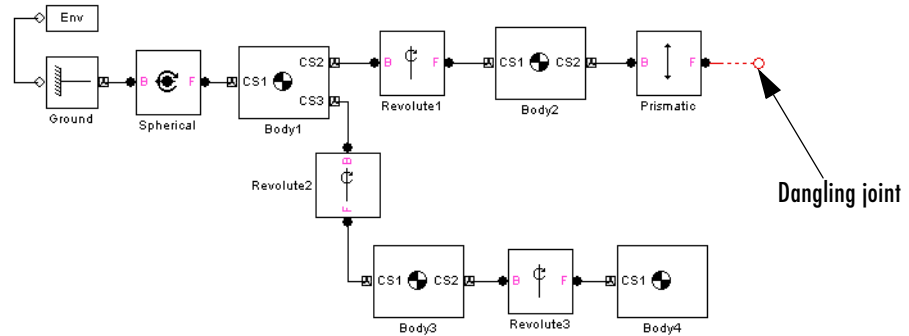 Env
Ground
B F
Spherical
CS1 CS2 CS3
Body1
B F
Revolute1
CS1 CS2
Body2
B F
Prismatic
Dangling joint
B F
Revolute2
CS1 CS2
Body3
B F
Revolute3
CS1
Body4